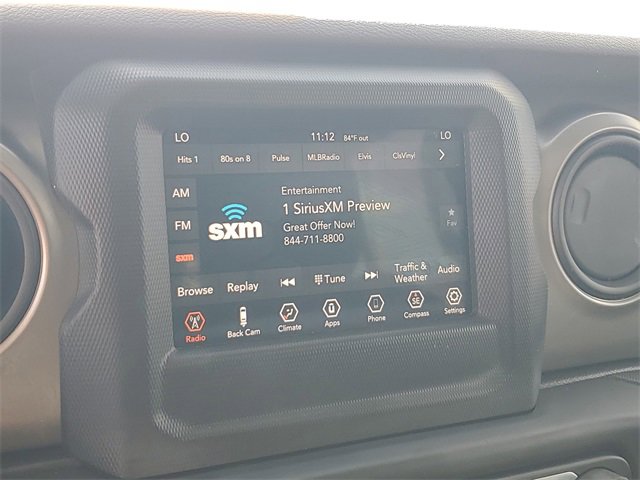 LO 11:12 84°F out LO
Hits 1 80s on 8 Pulse MLBRadio Elvis ClsVinyl
AM
FM
sxm
sxm
Entertainment
1 SiriusXM Preview
Great Offer Now!
844-711-8800
Fav
Browse Replay Tune Traffic & Weather Audio
Radio Back Cam Climate Apps Phone SE Compass Settings